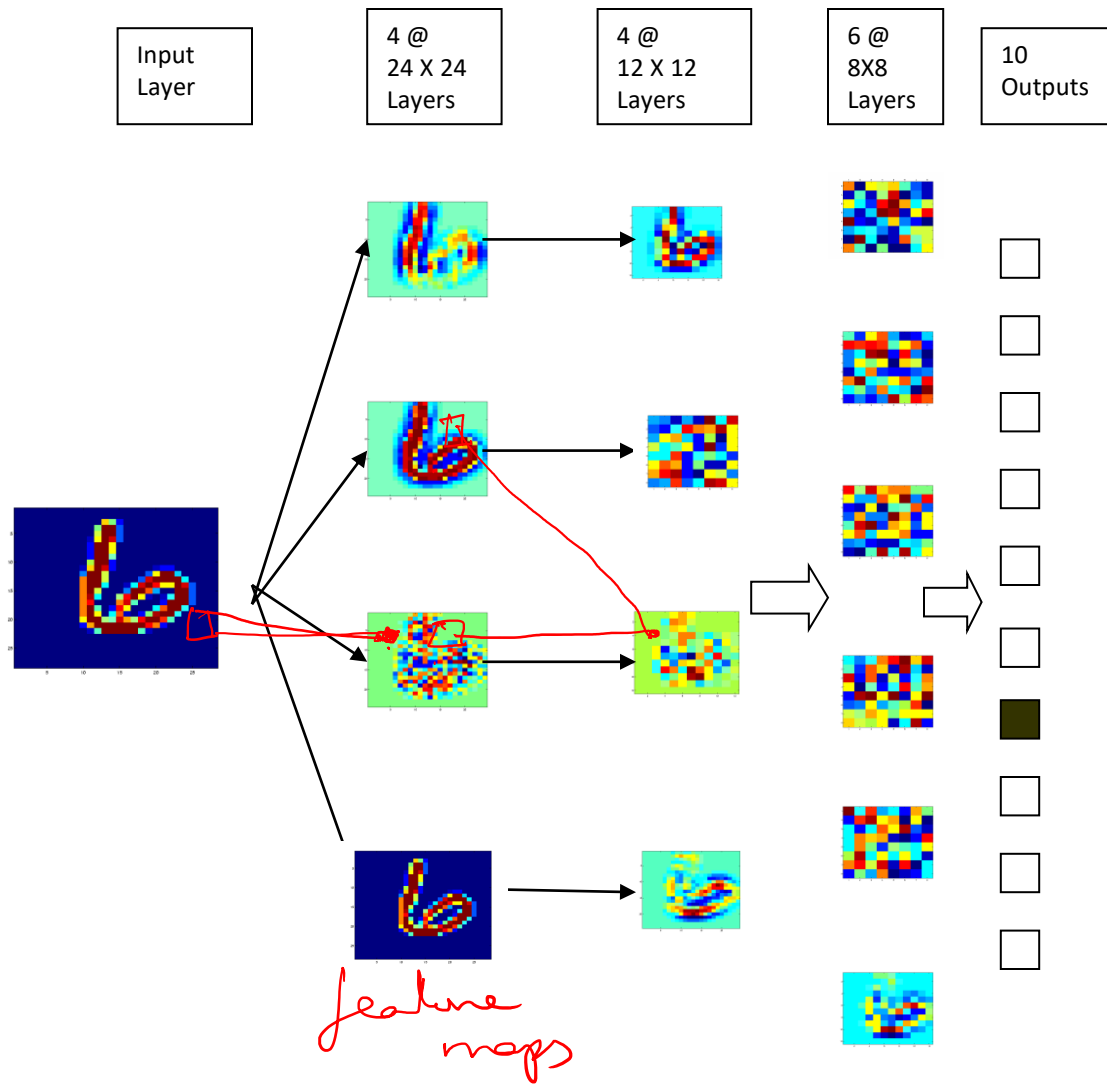 Input
Layer
4 @
24 X 24
Layers
4 @
12 X 12
Layers
6 @
8X8
Layers
10
Outputs
feature
maps